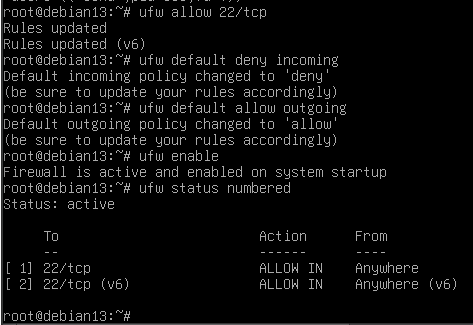 root@debian13:~# ufw allow 22/tcp
Rules updated
Rules updated (v6)
root@debian13:~# ufw default deny incoming
Default incoming policy changed to 'deny'
(be sure to update your rules accordingly)
root@debian13:~# ufw default allow outgoing
Default outgoing policy changed to 'allow'
(be sure to update your rules accordingly)
root@debian13:~# ufw enable
Firewall is active and enabled on system startup
root@debian13:~# ufw status numbered
Status: active
To Action From
-- ------ ----
[ 1] 22/tcp ALLOW IN Anywhere
[ 2] 22/tcp (v6) ALLOW IN Anywhere (v6)
root@debian13:~#